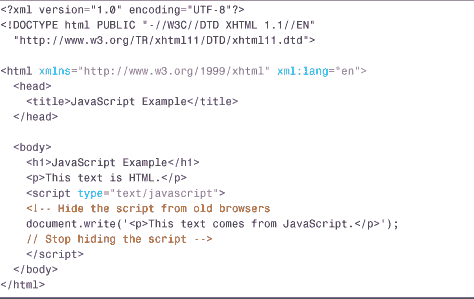 <?xml version="1.0" encoding="UTF-8"?>
<!DOCTYPE html PUBLIC "-//W3C//DTD XHTML 1.1//EN"
  "http://www.w3.org/TR/xhtml11/DTD/xhtml11.dtd">

<html xmlns="http://www.w3.org/1999/xhtml" xml:lang="en">
  <head>
    <title>JavaScript Example</title>
  </head>

  <body>
    <h1>JavaScript Example</h1>
    <p>This text is HTML.</p>
    <script type="text/javascript">
    <!-- Hide the script from old browsers
    document.write('<p>This text comes from JavaScript.</p>');
    // Stop hiding the script -->
    </script>
  </body>
</html>